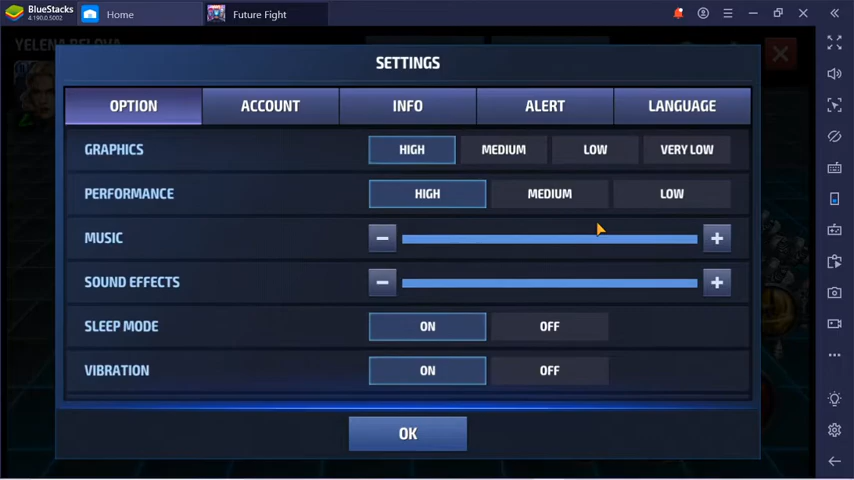 BlueStacks
4.190.0.5002
Home
Future Fight
YELENA BELOVA
SETTINGS
OPTION ACCOUNT INFO ALERT LANGUAGE
GRAPHICS HIGH MEDIUM LOW VERY LOW
PERFORMANCE HIGH MEDIUM LOW
MUSIC
SOUND EFFECTS
SLEEP MODE ON OFF
VIBRATION ON OFF
OK